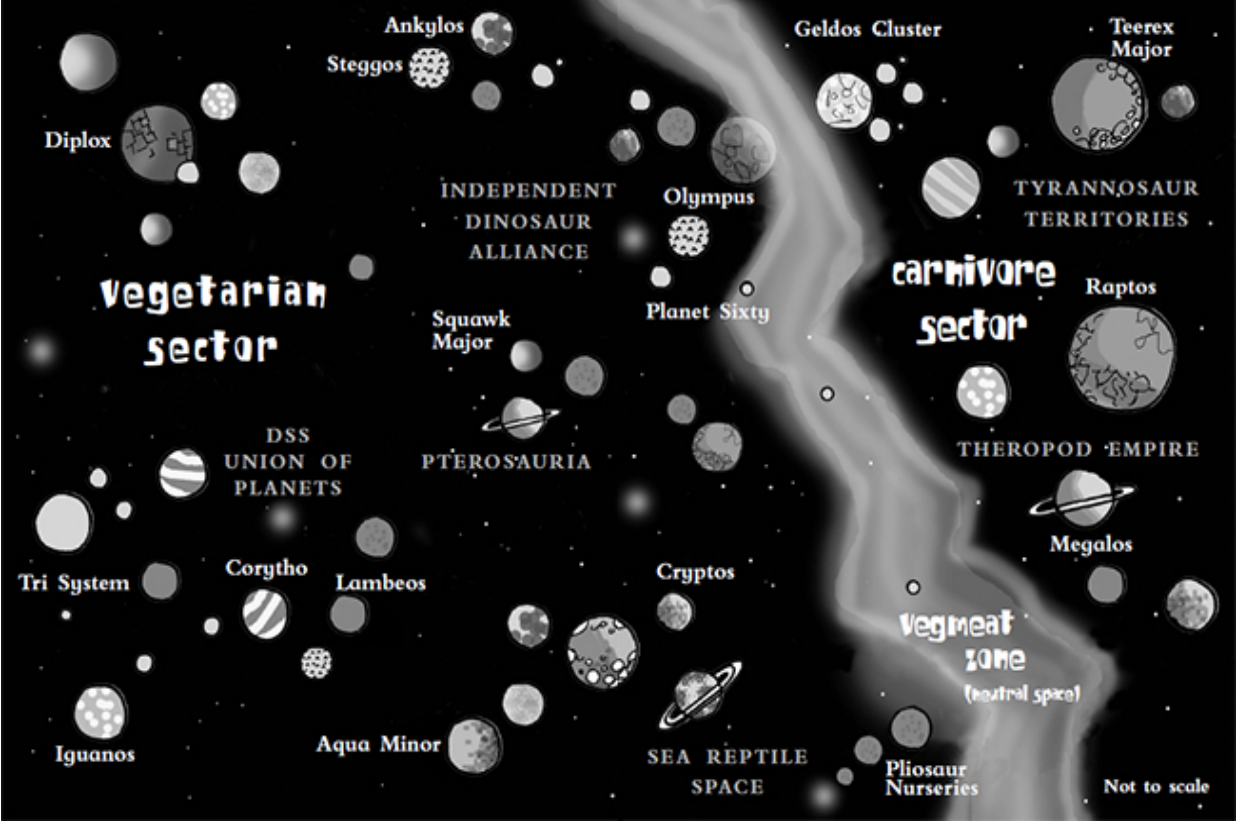 Ankylos
Steggos
Geldos Cluster
Teerex
Major
Diplox
INDEPENDENT
DINOSAUR
ALLIANCE
Olympus
TYRANNOSAUR
TERRITORIES
vegetarian
sector
carnivore
sector
Raptos
Planet Sixty
Squawk
Major
DSS
UNION OF
PLANETS
PTEROSAURIA
THEROPOD EMPIRE
Megalos
Tri System
Corytho
Lambeos
Cryptos
vegmeat
zone
(neutral space)
Iguanos
Aqua Minor
SEA REPTILE
SPACE
Pliosaur
Nurseries
Not to scale